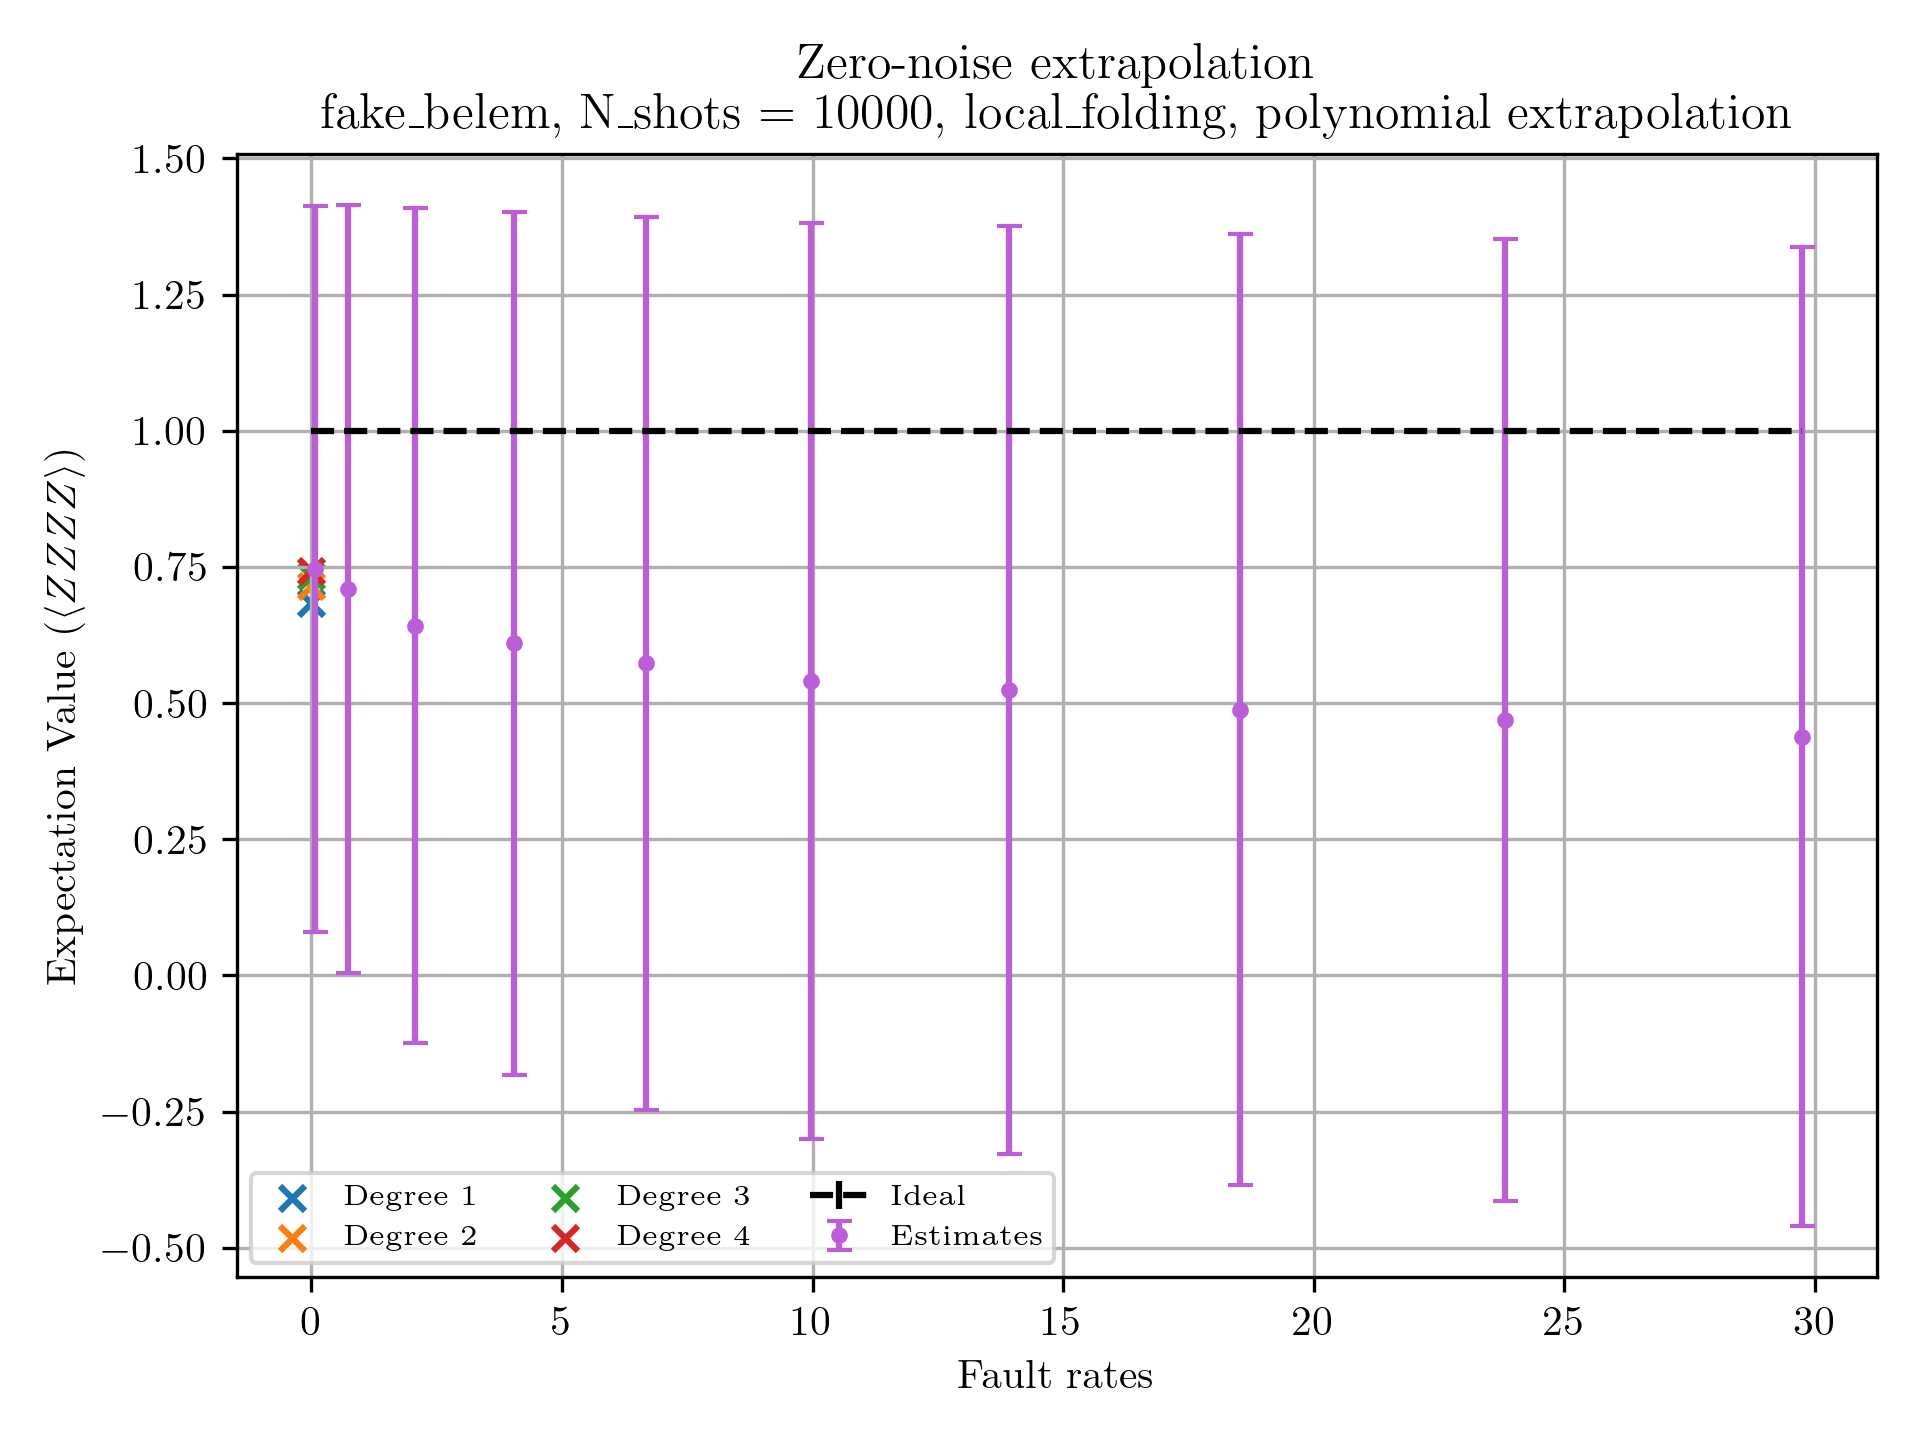 Zero-noise extrapolation
fake_belem, N_shots = 10000, local_folding, polynomial extrapolation
Expectation Value (⟨ZZZZ⟩)
1.50
1.25
1.00
0.75
0.50
0.25
0.00
−0.25
−0.50
Degree 1
Degree 2
Degree 3
Degree 4
Ideal
Estimates
0 5 10 15 20 25 30
Fault rates